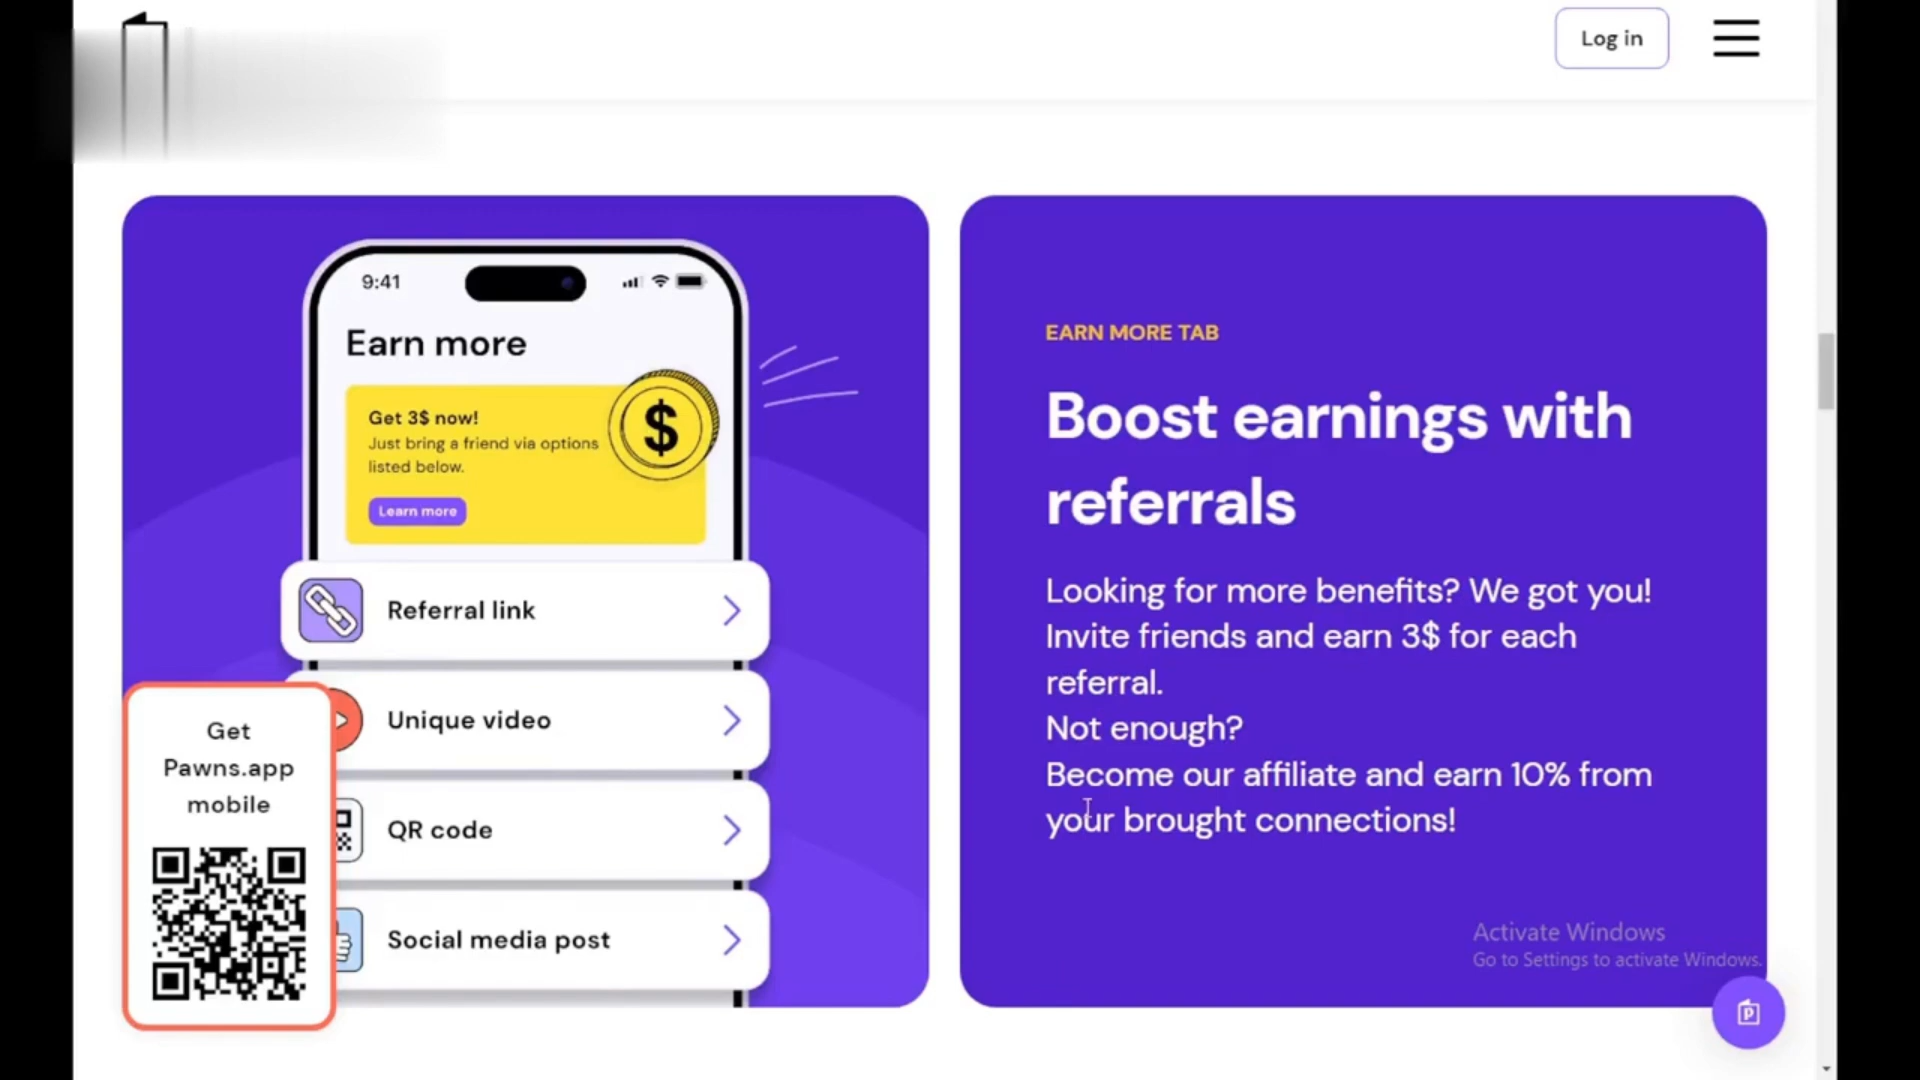 Log in
9:41
Earn more
Get 3$ now!
Just bring a friend via options
listed below.
$
Learn more
Referral link
Unique video
QR code
Social media post
Get
Pawns.app
mobile
EARN MORE TAB
Boost earnings with
referrals
Looking for more benefits? We got you!
Invite friends and earn 3$ for each
referral.
Not enough?
Become our affiliate and earn 10% from
your brought connections!
Activate Windows
Go to Settings to activate Windows.
P